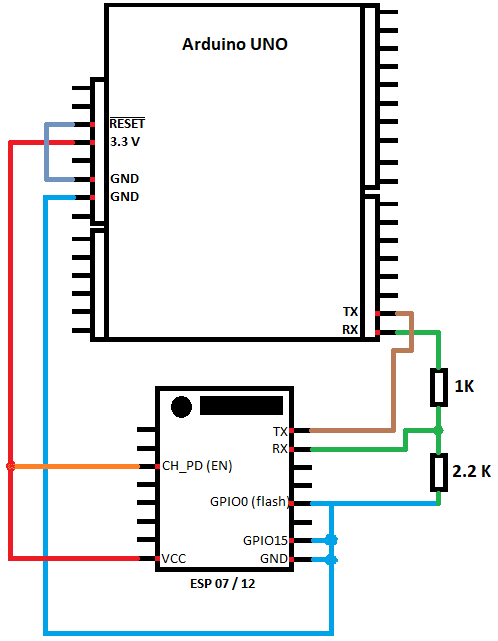 Arduino UNO
RESET
3.3 V
GND
GND
TX
RX
1K
TX
RX
CH_PD (EN)
2.2 K
GPIO0 (flash)
GPIO15
GND
VCC
ESP 07 / 12